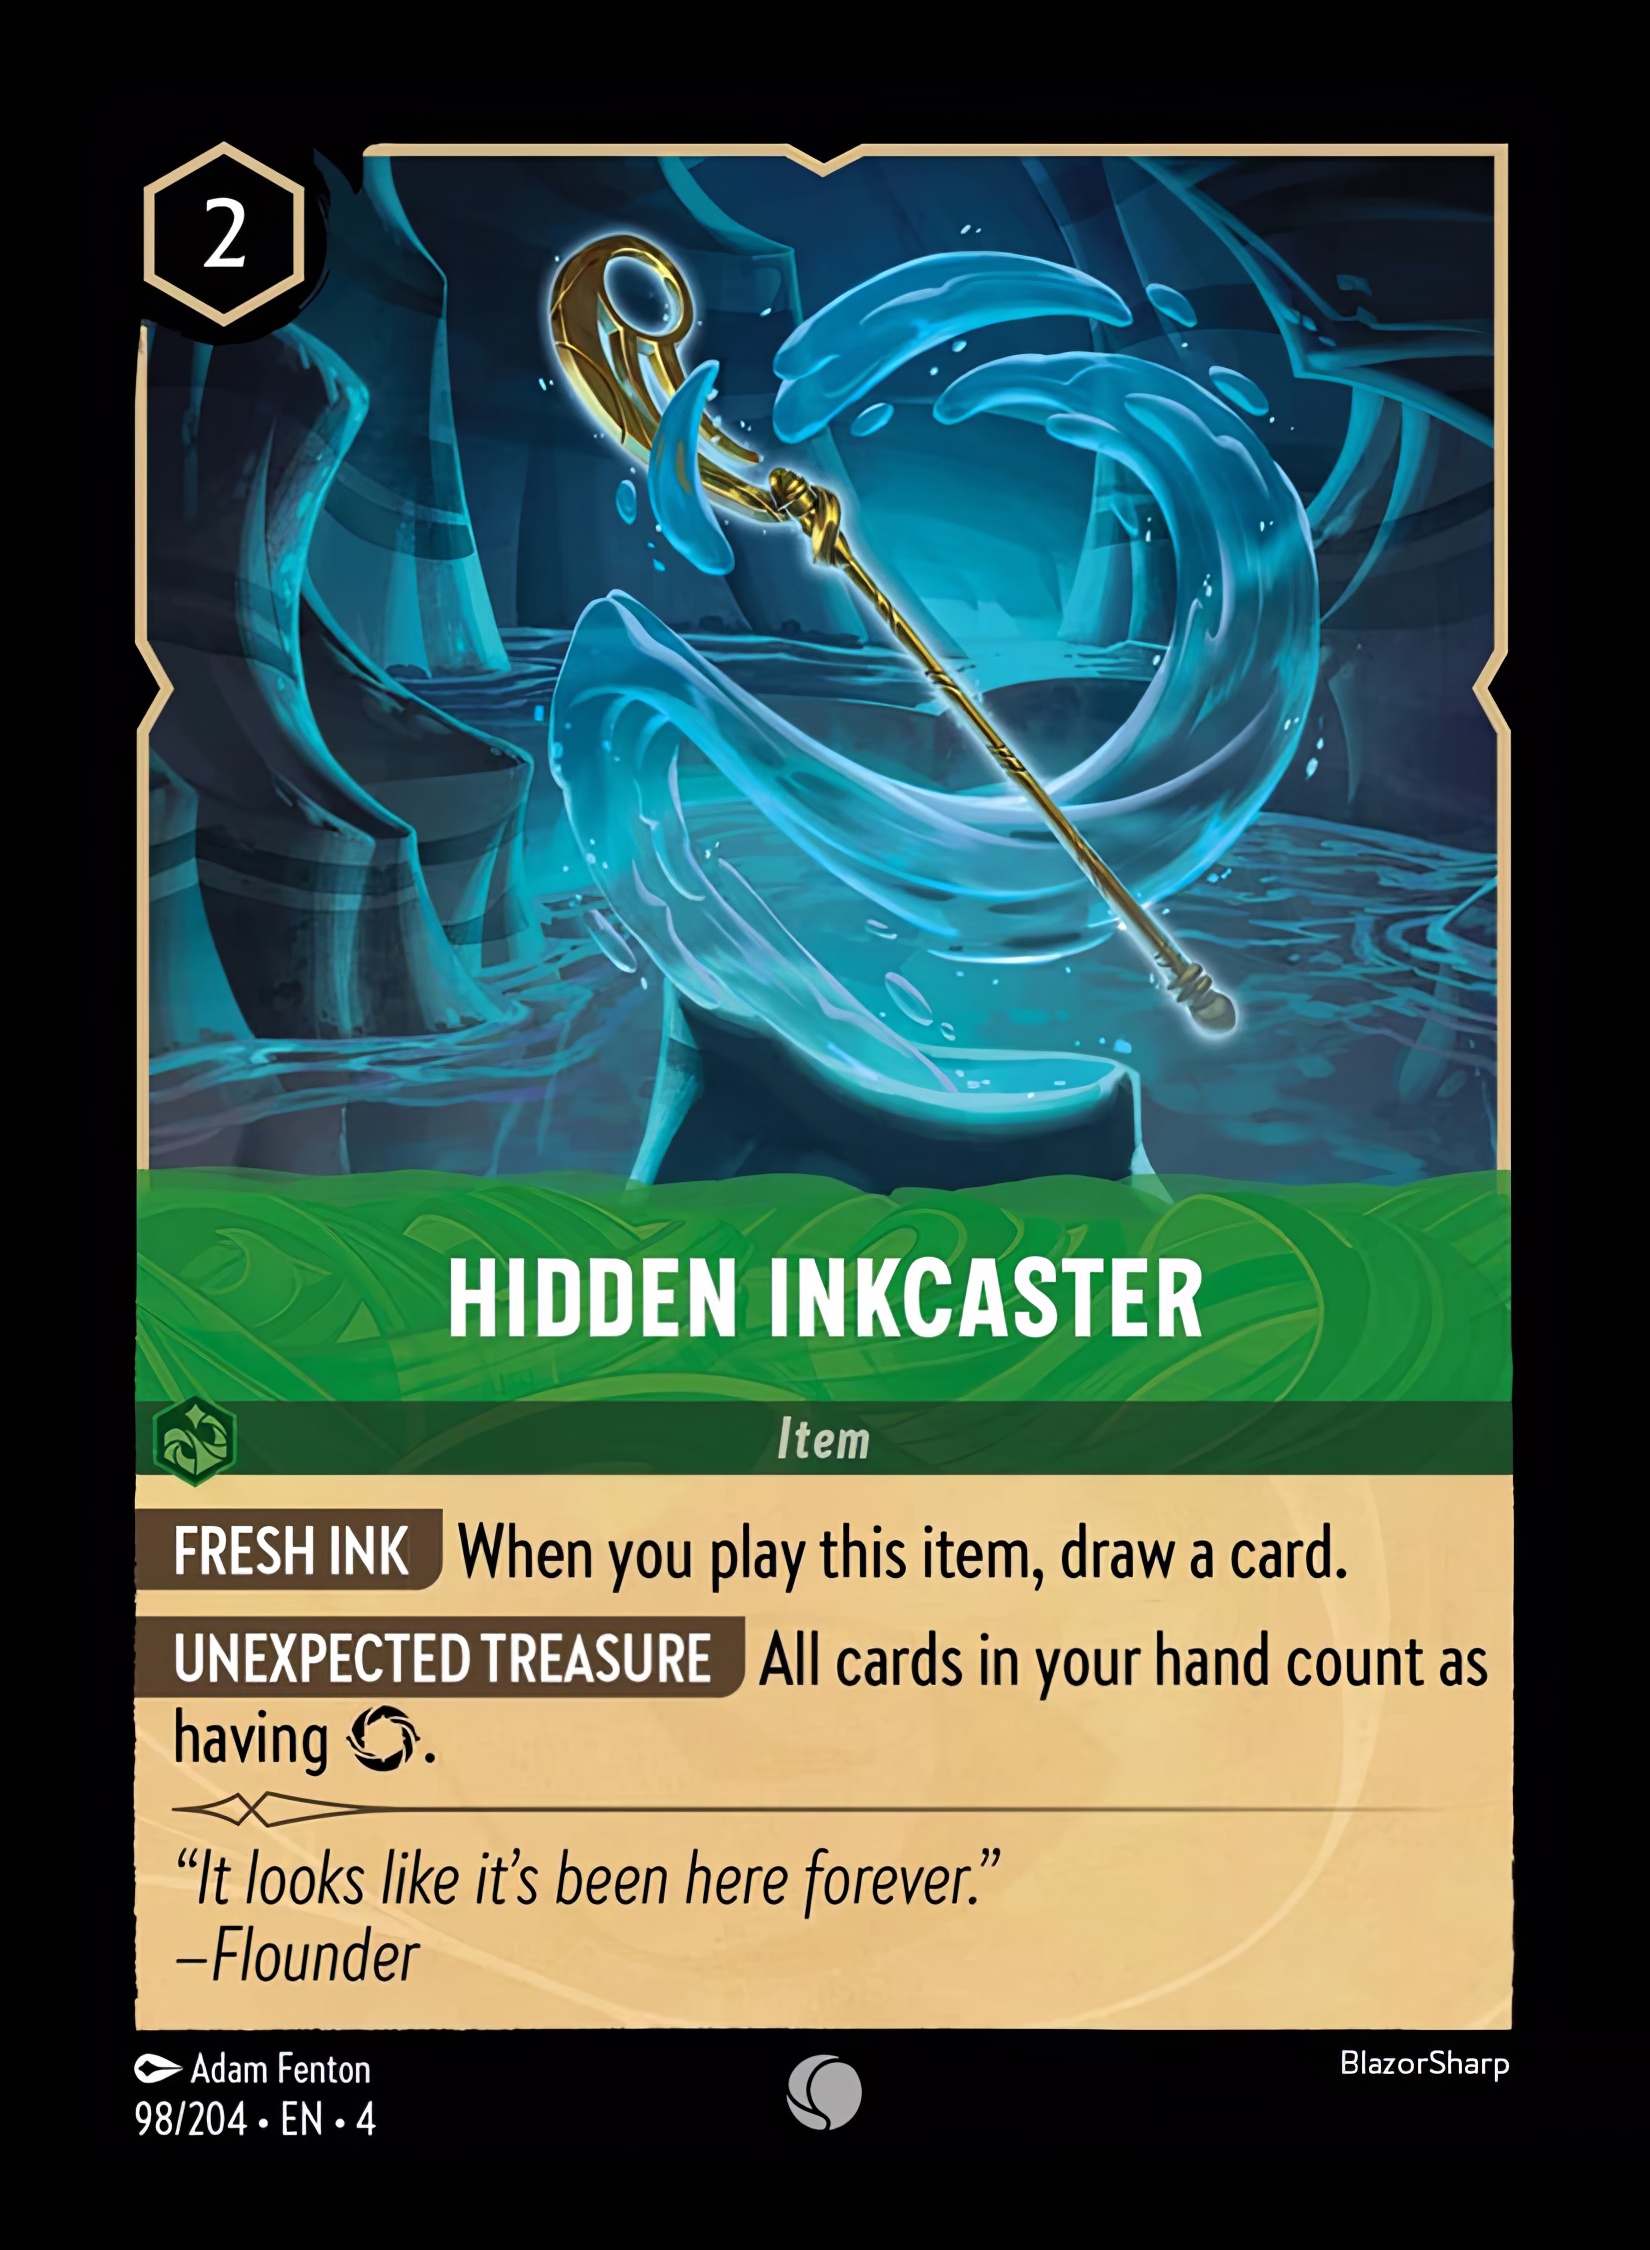 2
HIDDEN INKCASTER
Item
FRESH INK When you play this item, draw a card.
UNEXPECTED TREASURE All cards in your hand count as
having .
“It looks like it’s been here forever.”
–Flounder
Adam Fenton
BlazorSharp
98/204 • EN • 4